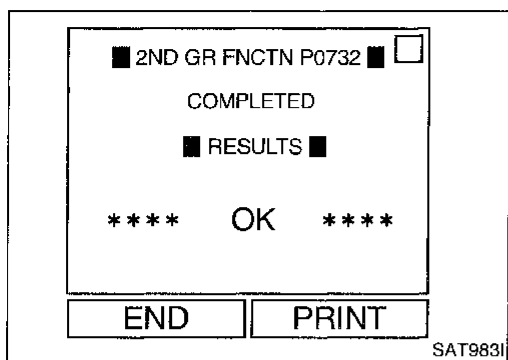 2ND GR FNCTN P0732
COMPLETED
RESULTS
**** OK ****
END PRINT
SAT983I